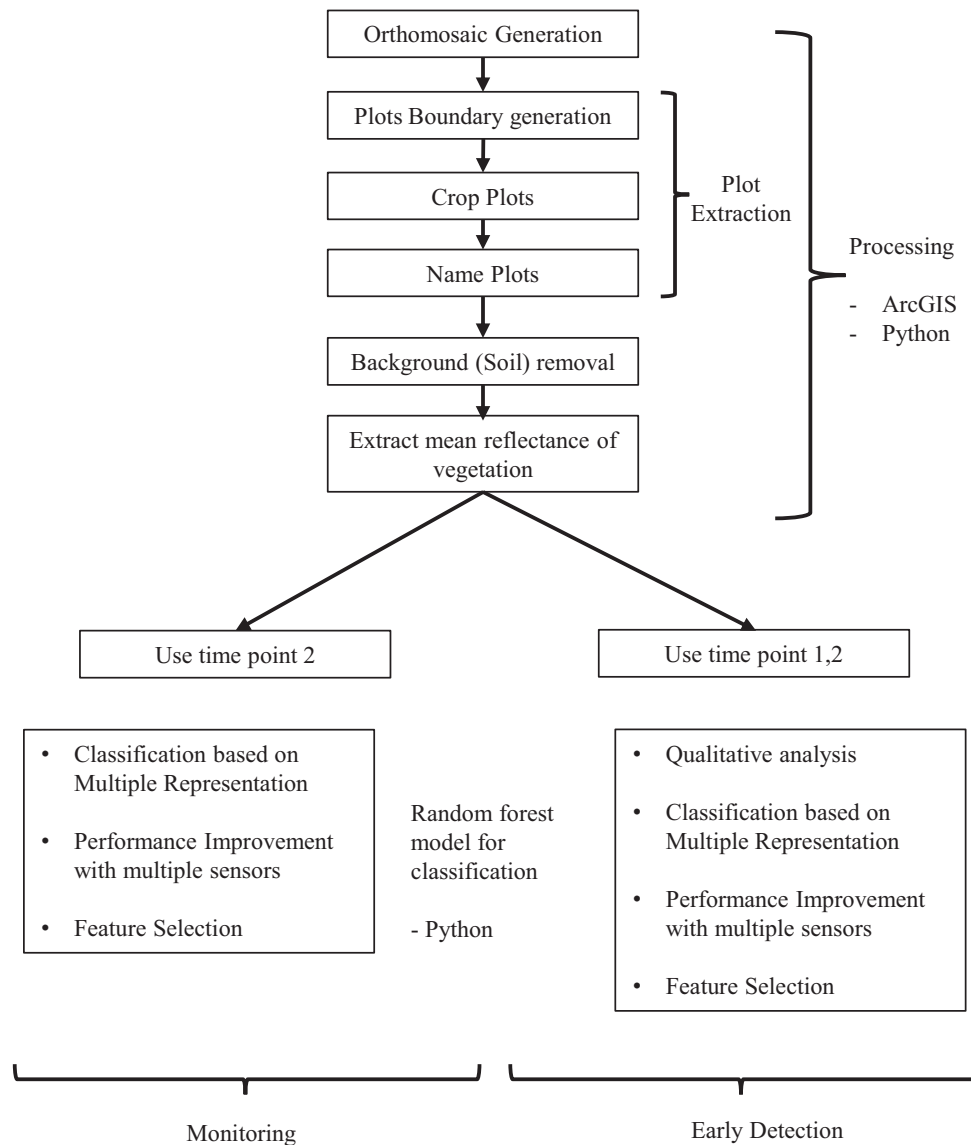 Orthomosaic Generation
Plots Boundary generation
Crop Plots
Name Plots
Plot
Extraction
Processing
- ArcGIS
- Python
Background (Soil) removal
Extract mean reflectance of
vegetation
Use time point 2
Use time point 1,2
• Classification based on
Multiple Representation
• Performance Improvement
with multiple sensors
• Feature Selection
Random forest
model for
classification
- Python
• Qualitative analysis
• Classification based on
Multiple Representation
• Performance Improvement
with multiple sensors
• Feature Selection
Monitoring
Early Detection